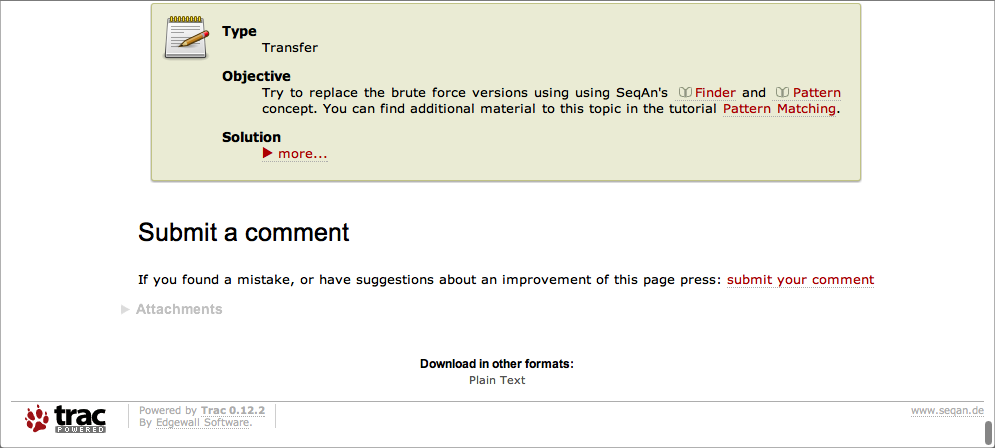 Type
Transfer
Objective
Try to replace the brute force versions using using SeqAn's Finder and Pattern
concept. You can find additional material to this topic in the tutorial Pattern Matching.
Solution
more...
Submit a comment
If you found a mistake, or have suggestions about an improvement of this page press: submit your comment
Attachments
Download in other formats:
Plain Text
trac
POWERED
Powered by Trac 0.12.2
By Edgewall Software.
www.seqan.de